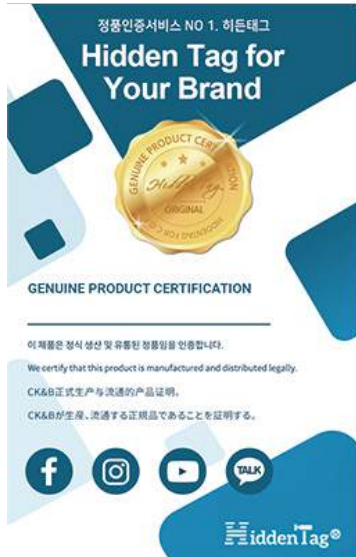 정품인증서비스 NO 1. 히든태그
Hidden Tag for
Your Brand
GENUINE PRODUCT CERTIFICATION
HiddenTag
ORIGINAL
GENUINE PRODUCT CERTIFICATION
이 제품은 정식 생산 및 유통된 정품임을 인증합니다.
We certify that this product is manufactured and distributed legally.
CK&B正式生产与流通的产品证明。
CK&Bが生産、流通する正規品であることを証明する。
TALK
HiddenTag®